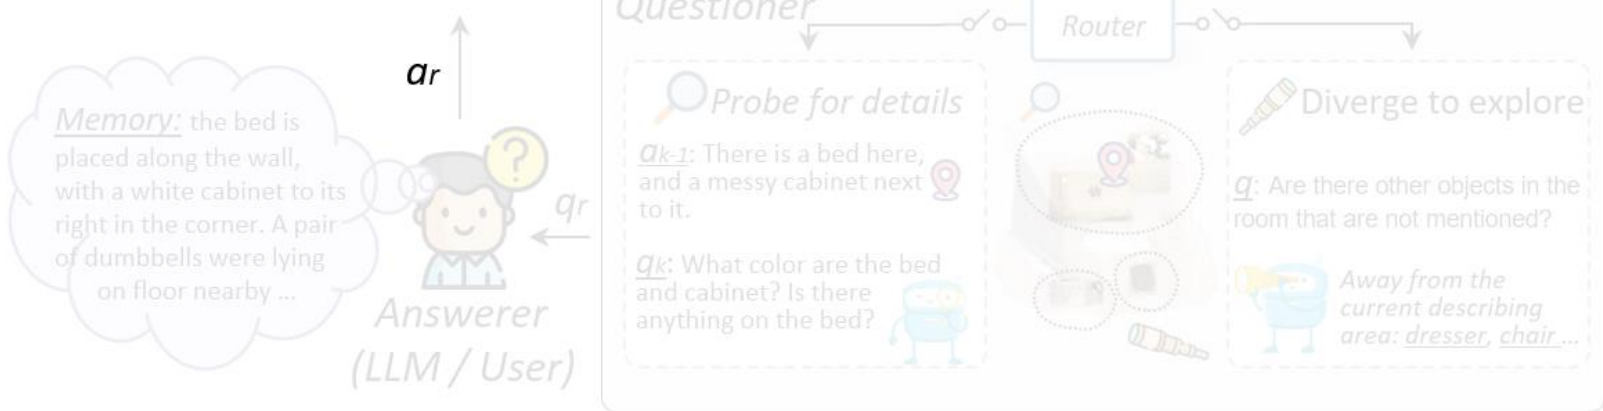 Questioner
Router
ar
Memory: the bed is
placed along the wall,
with a white cabinet to its
right in the corner. A pair
of dumbbells were lying
on floor nearby ...
qr
Answerer
(LLM / User)
Probe for details
ak-1: There is a bed here,
and a messy cabinet next
to it.
qk: What color are the bed
and cabinet? Is there
anything on the bed?
Diverge to explore
q: Are there other objects in the
room that are not mentioned?
Away from the
current describing
area: dresser, chair...